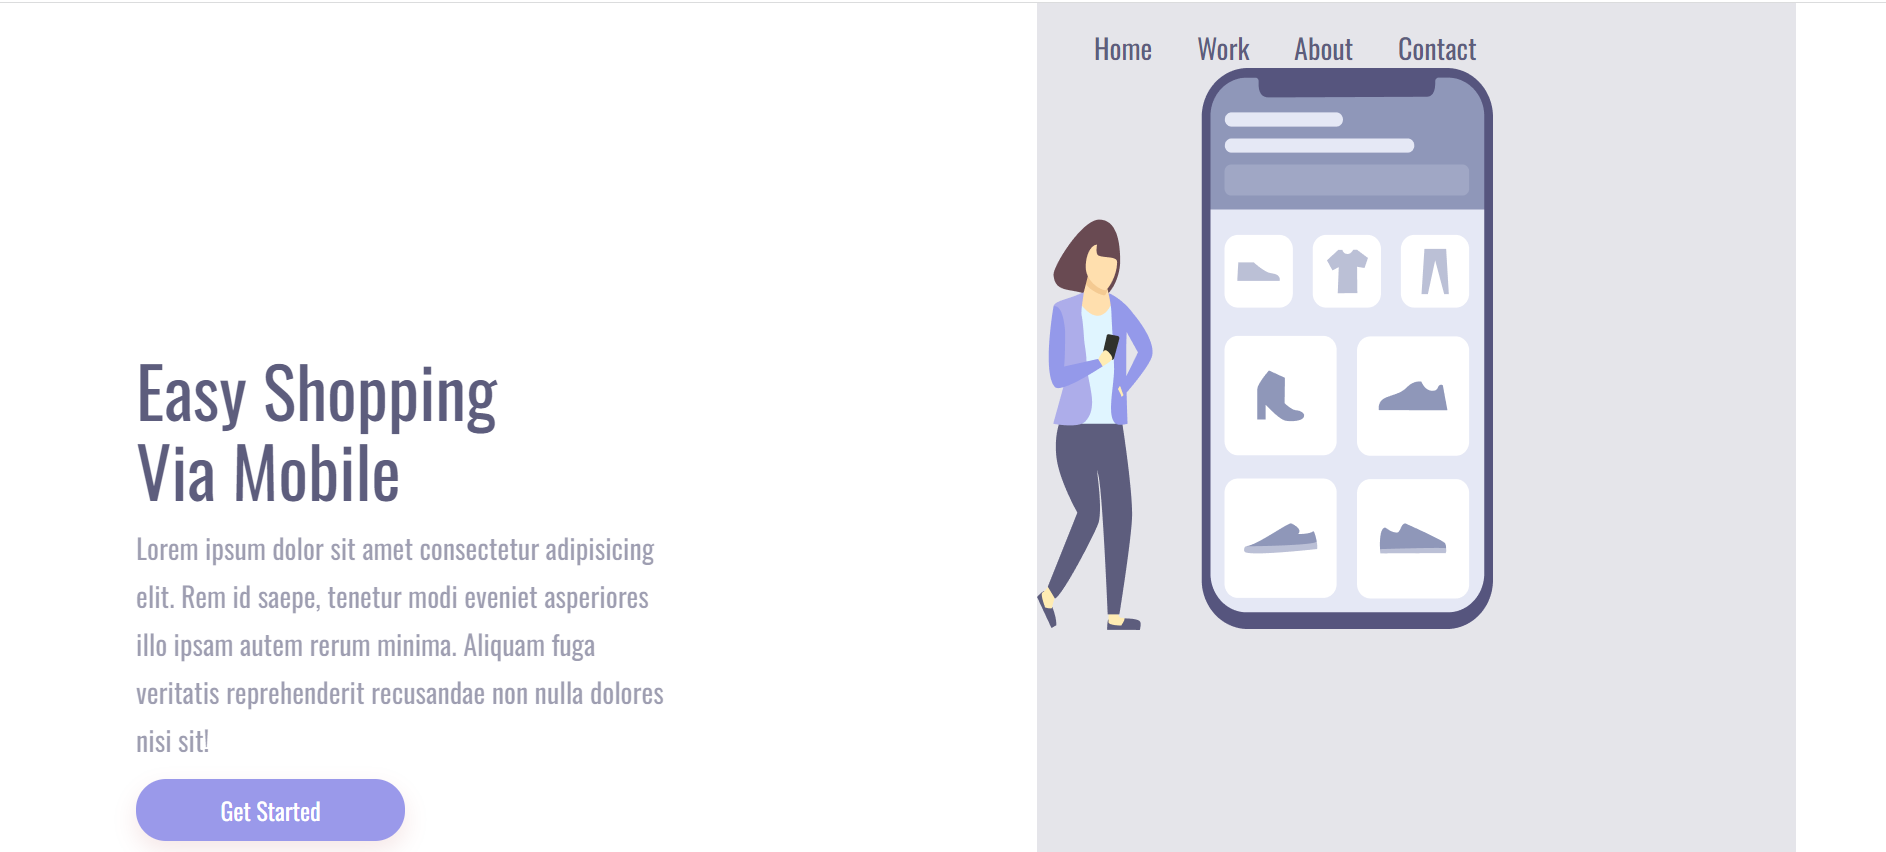 Home Work About Contact
Easy Shopping
Via Mobile
Lorem ipsum dolor sit amet consectetur adipisicing
elit. Rem id saepe, tenetur modi eveniet asperiores
illo ipsam autem rerum minima. Aliquam fuga
veritatis reprehenderit recusandae non nulla dolores
nisi sit!
Get Started